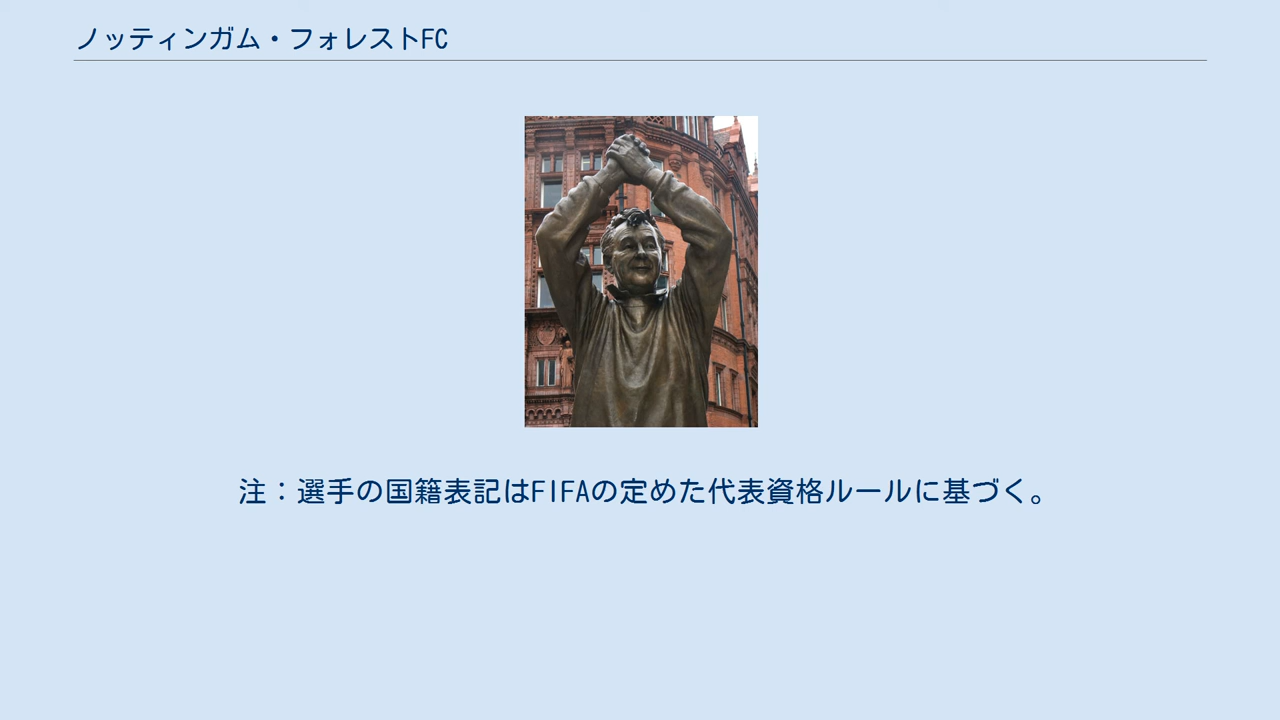 ノッティンガム・フォレストFC
注：選手の国籍表記はFIFAの定めた代表資格ルールに基づく。